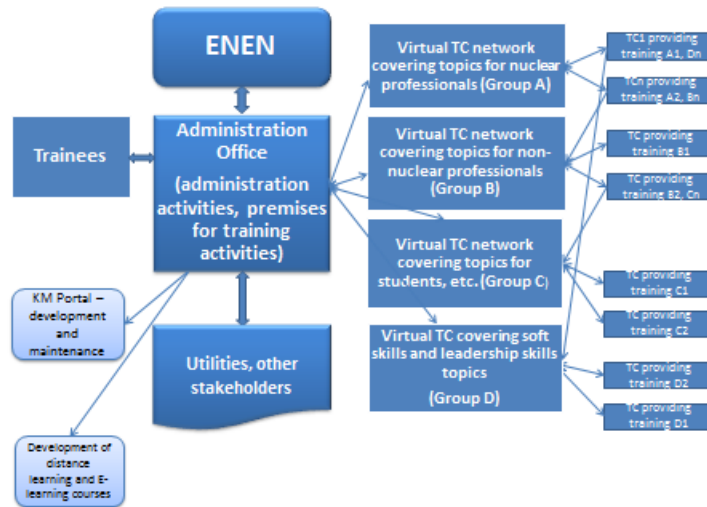 ENEN
Trainees
Administration
Office
(administration
activities, premises
for training
activities)
KM Portal –
development
and
maintenance
Utilities, other
stakeholders
Development of
distance
learning and E-
learning courses
Virtual TC network
covering topics for nuclear
professionals (Group A)
Virtual TC network
covering topics for non-
nuclear professionals
(Group B)
Virtual TC network
covering topics for
students, etc. (Group C)
Virtual TC covering soft
skills and leadership skills
topics
(Group D)
TC1 providing
training A1, Dn
TCn providing
training A2, Bn
TC providing
training B1
TC providing
training B2, Cn
TC providing
training C1
TC providing
training C2
TC providing
training D2
TC providing
training D1